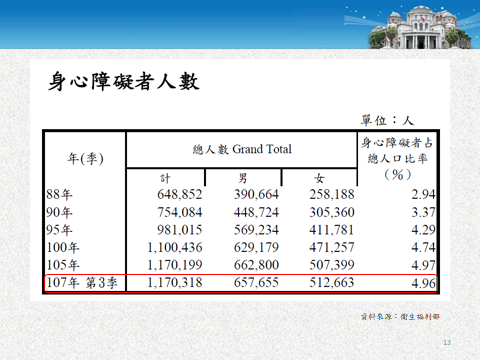 身心障礙者人數
單位：人
年(季) 總人數 Grand Total 身心障礙者占
總人口比率
(%)
計 男 女
88年 648,852 390,664 258,188 2.94
90年 754,084 448,724 305,360 3.37
95年 981,015 569,234 411,781 4.29
100年 1,100,436 629,179 471,257 4.74
105年 1,170,199 662,800 507,399 4.97
107年 第3季 1,170,318 657,655 512,663 4.96
資料來源：衛生福利部
13